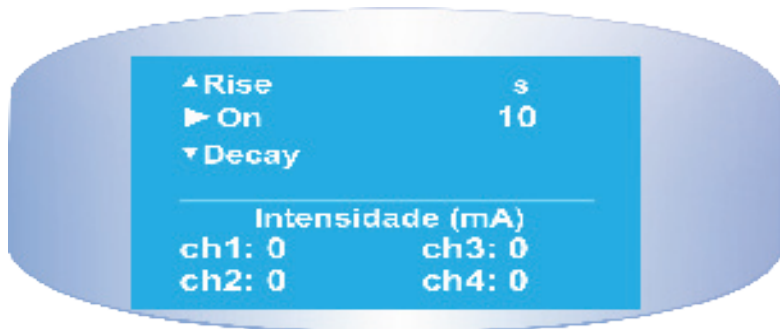 ▲Rise s
►On 10
▼Decay
Intensidade (mA)
ch1: 0 ch3: 0
ch2: 0 ch4: 0